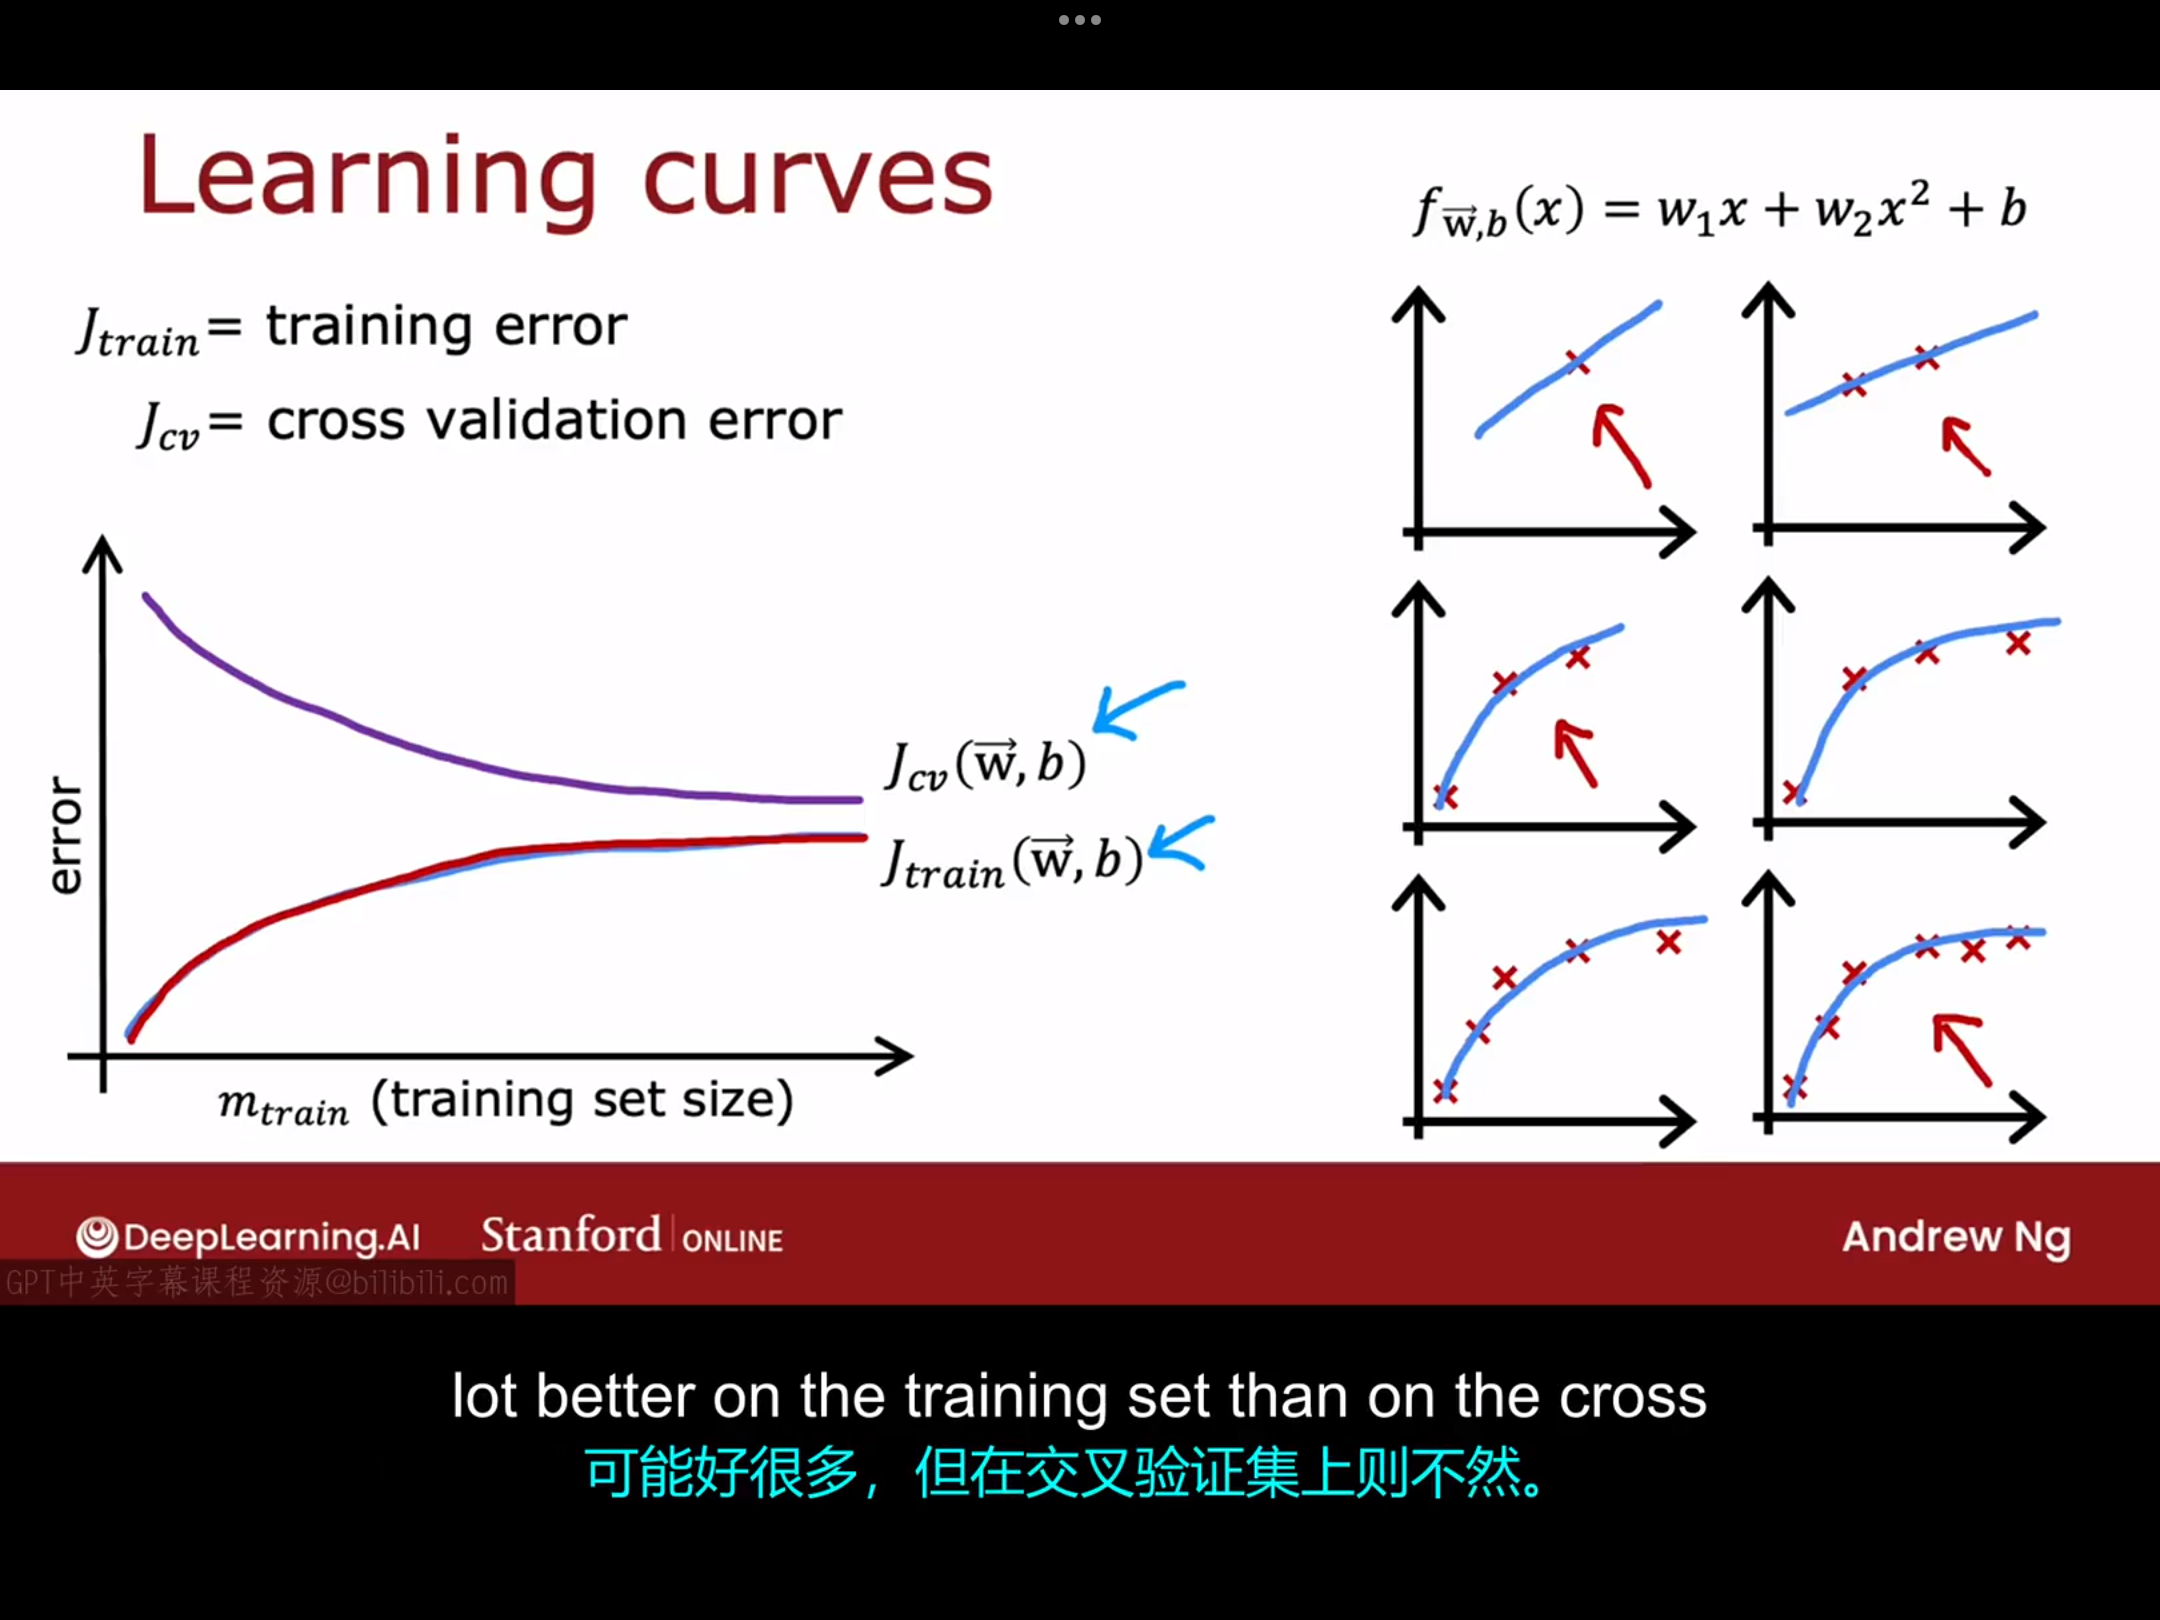 Learning curves
f_{\vec{w},b}(x) = w_1x + w_2x^2 + b
J_{train} = training error
J_{cv} = cross validation error
J_{cv}(\vec{w}, b)
J_{train}(\vec{w}, b)
error
m_{train} (training set size)
DeepLearning.AI Stanford ONLINE Andrew Ng
GPT中英字幕课程资源@bilibili.com
lot better on the training set than on the cross
可能好很多，但在交叉验证集上则不然。